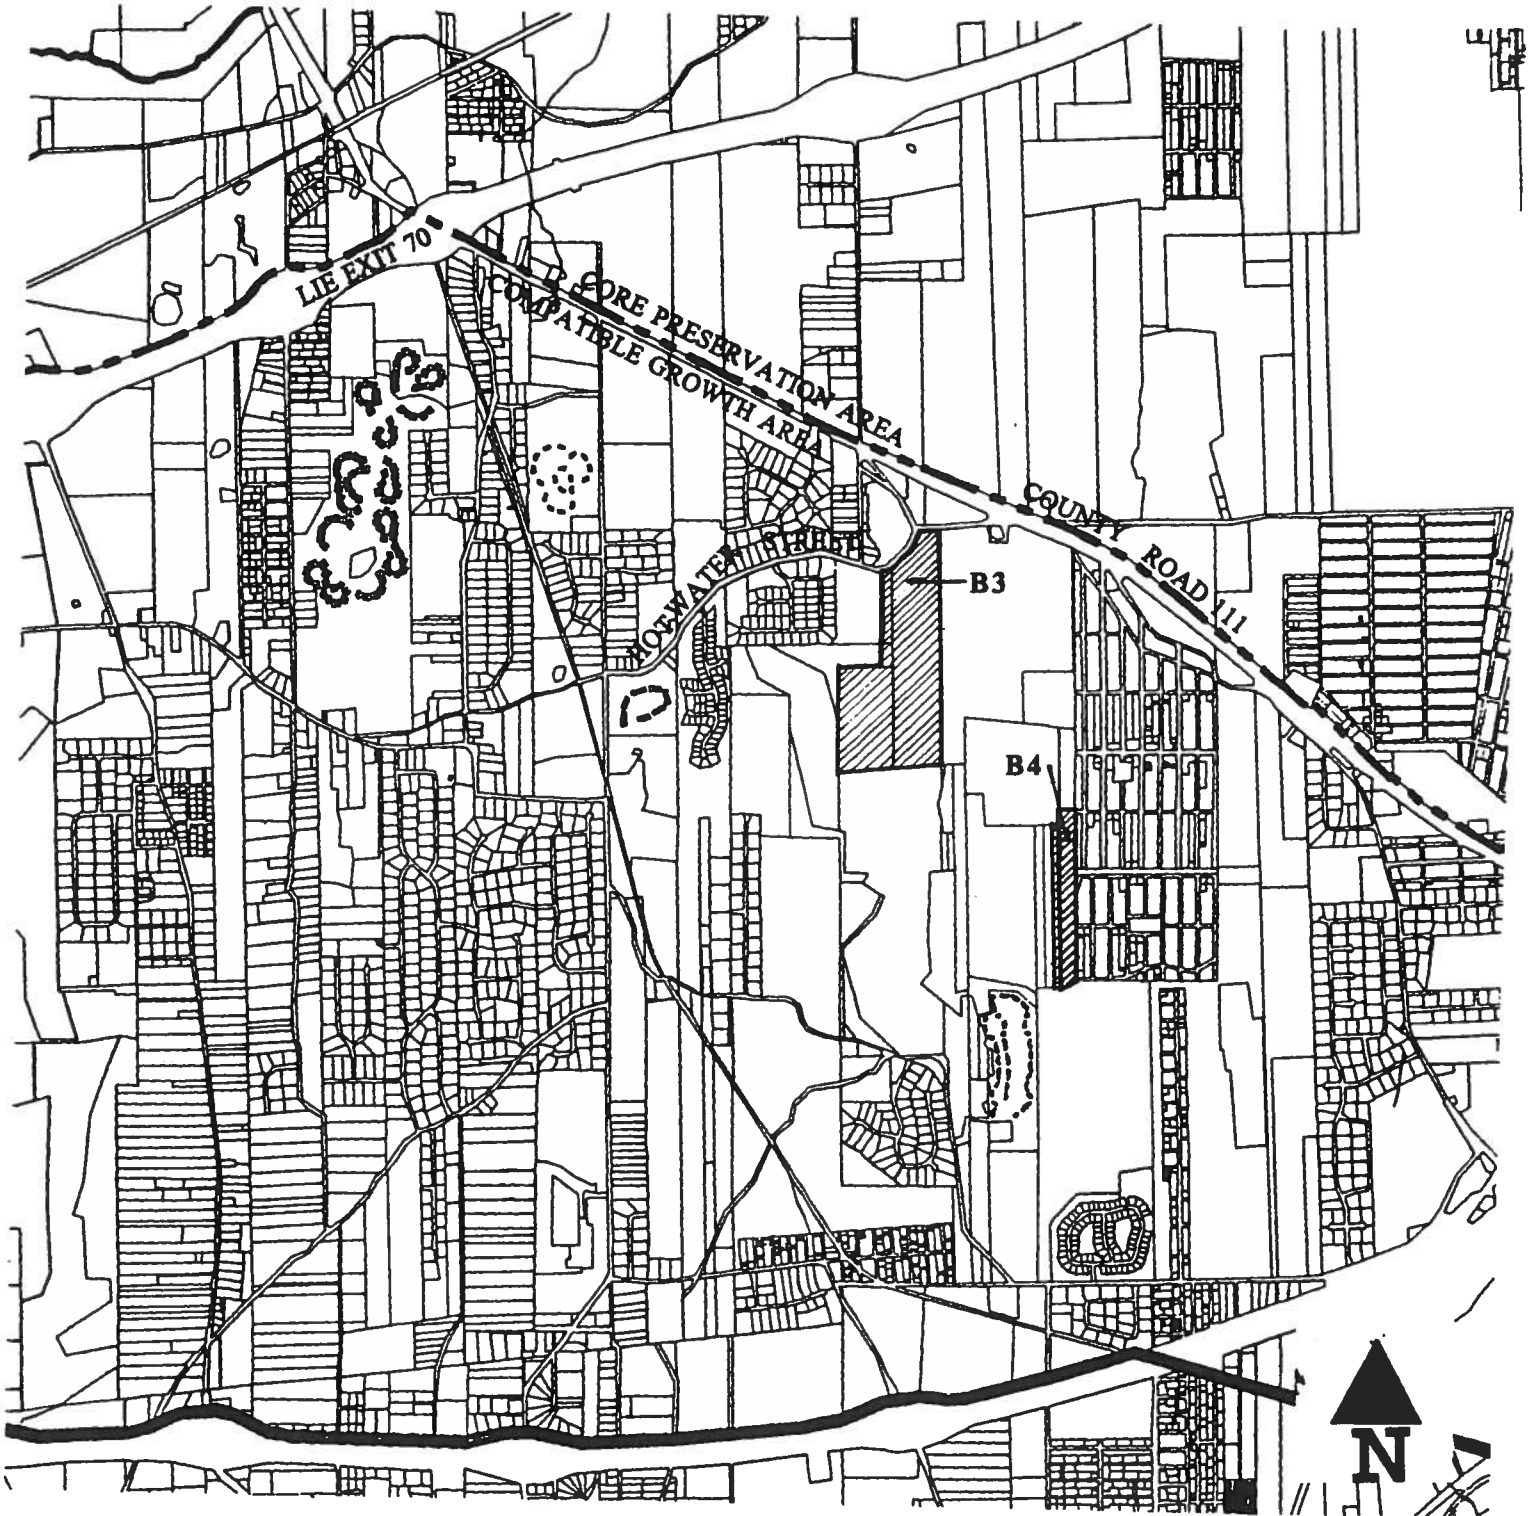 LIE EXIT 70
CORE PRESERVATION AREA
COMPATIBLE GROWTH AREA
COUNTY ROAD 111
HOTWATER STREET
B3
B4
N